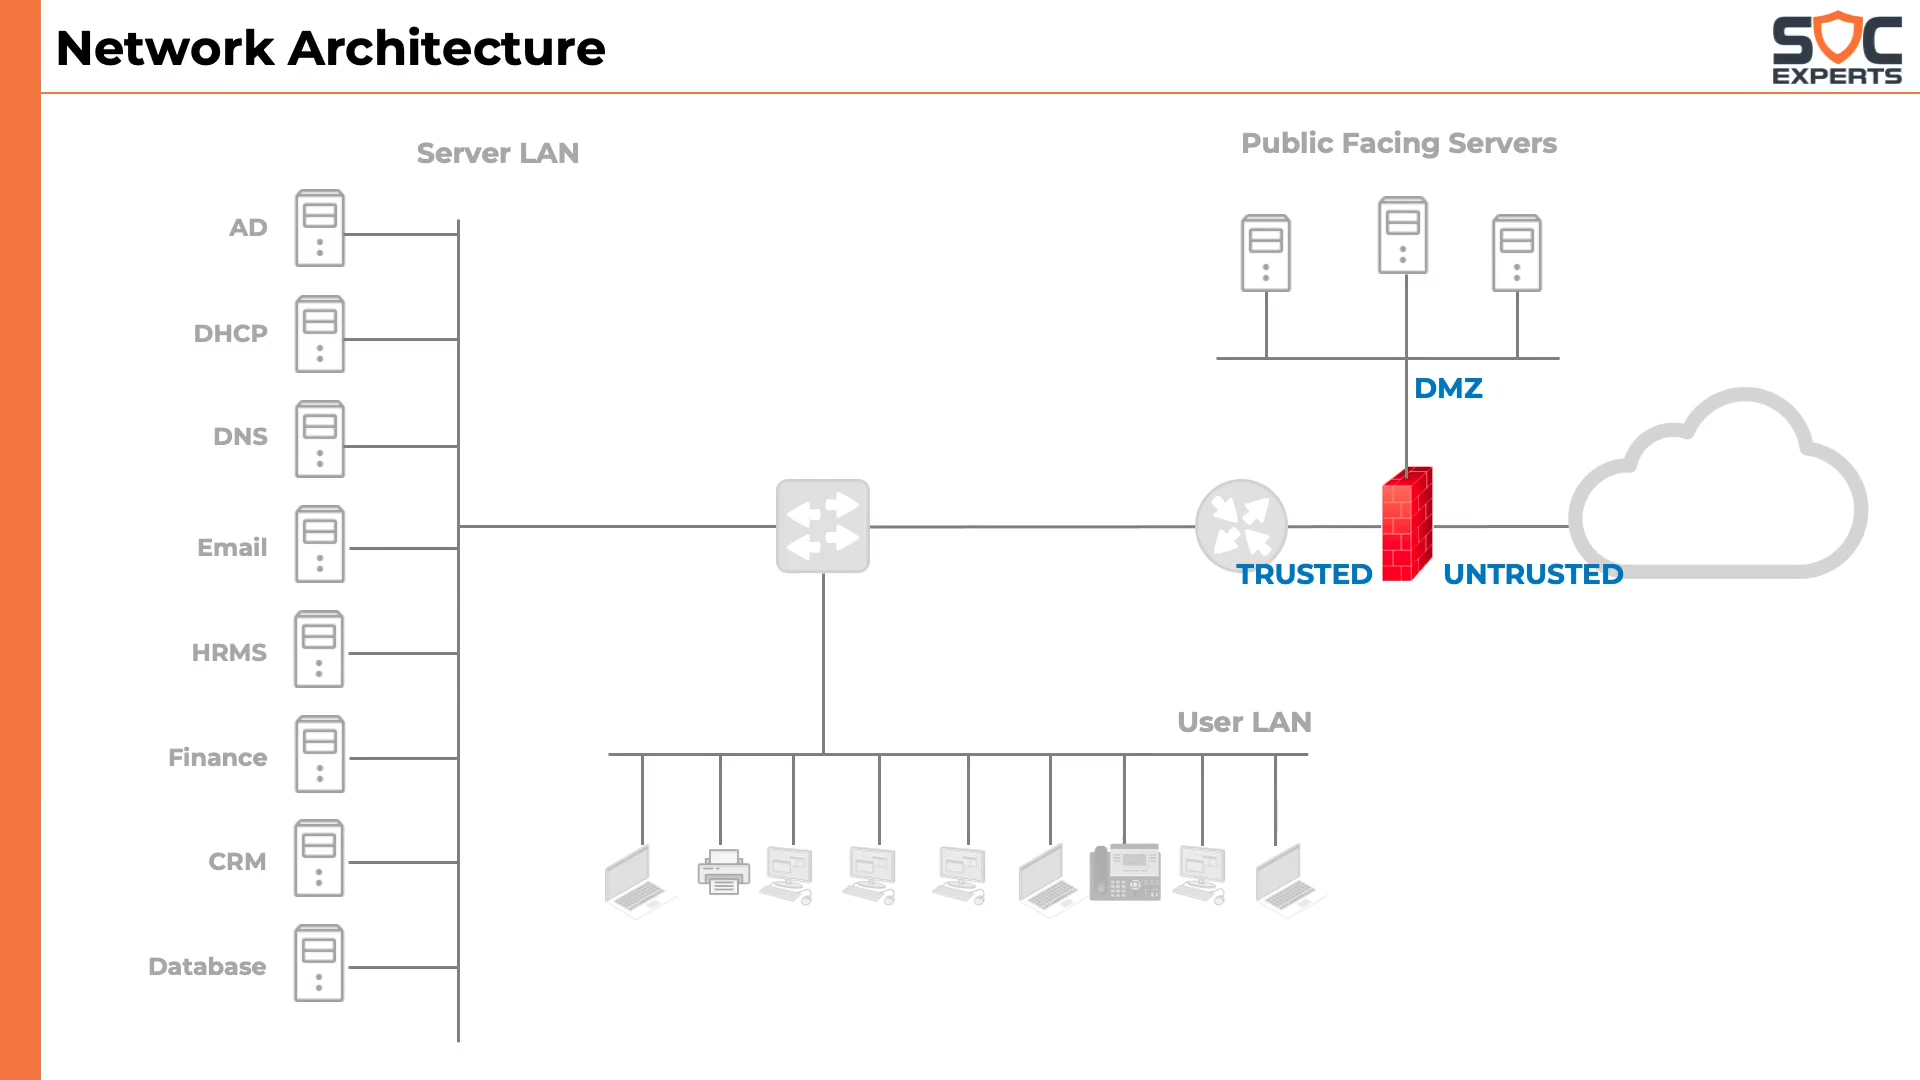 Network Architecture
SOC
EXPERTS
Server LAN
Public Facing Servers
AD
DHCP
DNS
Email
HRMS
Finance
CRM
Database
DMZ
TRUSTED
UNTRUSTED
User LAN